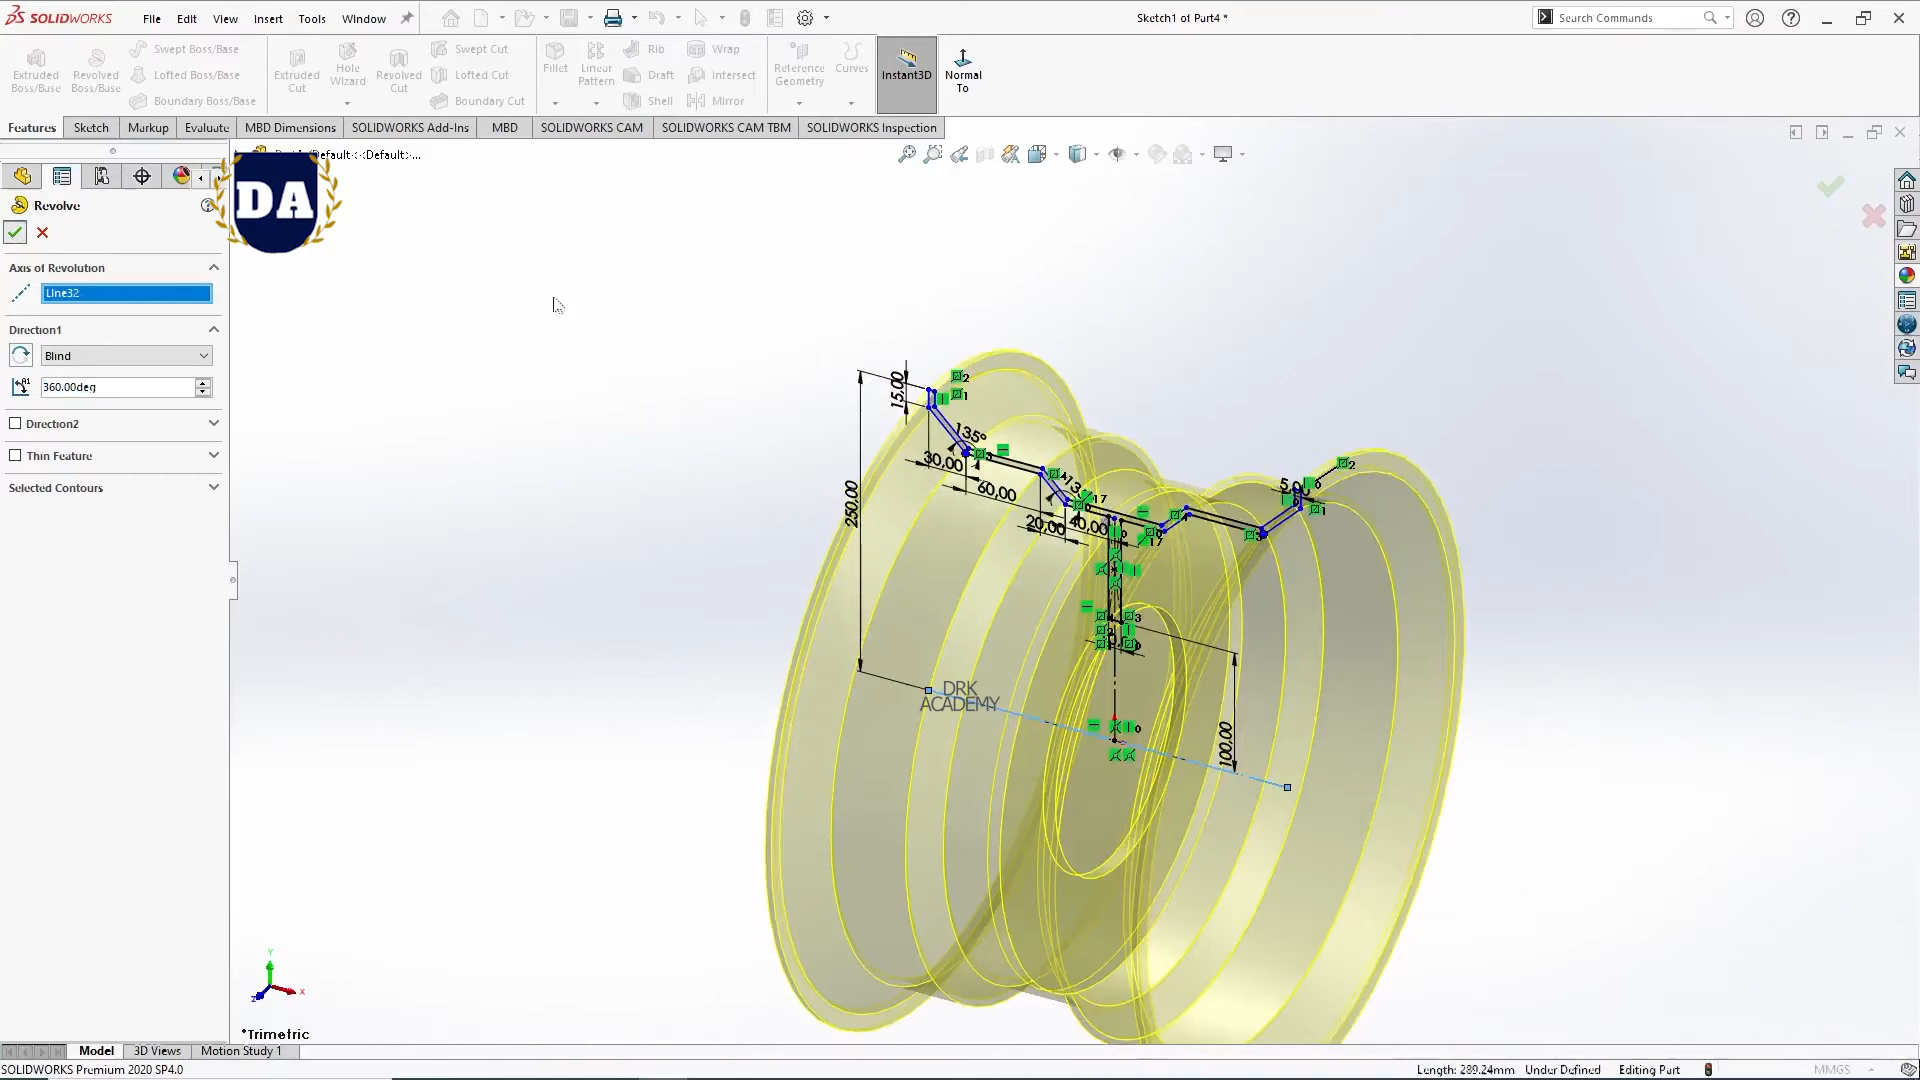 SOLIDWORKS File Edit View Insert Tools Window Sketch1 of Part4 * Search Commands
Extruded Boss/Base
Revolved Boss/Base
Swept Boss/Base
Lofted Boss/Base
Boundary Boss/Base
Extruded Cut
Hole Wizard
Revolved Cut
Swept Cut
Lofted Cut
Boundary Cut
Fillet
Linear Pattern
Rib
Draft
Shell
Wrap
Intersect
Mirror
Reference Geometry
Curves
Instant3D
Normal To
Features Sketch Markup Evaluate MBD Dimensions SOLIDWORKS Add-Ins MBD SOLIDWORKS CAM SOLIDWORKS CAM TBM SOLIDWORKS Inspection
(Default<<Default>...
DA
Revolve
Axis of Revolution
Line32
Direction1
Blind
360.00deg
Direction2
Thin Feature
Selected Contours
15.00
135°
30,00
60,00
250.00
20,00
40,00
100,00
DRK
ACADEMY
*Trimetric
Model 3D Views Motion Study 1
SOLIDWORKS Premium 2020 SP4.0 Length: 289.24mm Under Defined Editing Part MMGS